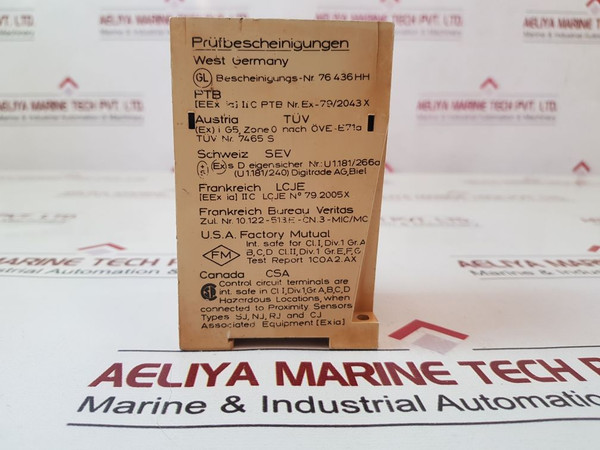 Prüfbescheinigungen
West Germany
GL Bescheinigungs-Nr. 76 436 HH
PTB
[EEx ia] IIC PTB Nr. Ex-79/2043 X
Austria TÜV
(Ex) i G5, Zone 0 nach ÖVE-E71a
TÜV Nr. 7465 S
Schweiz SEV
(Ex)s D eigensicher Nr.: U1.181/266a
(U1.181/240) Digitrade AG, Biel
Frankreich LCJE
[EEx ia] IIC LCJE N° 79.2005X
Frankreich Bureau Veritas
Zul. Nr. 10.122-513E-CN.3-MIC/MC
U.S.A. Factory Mutual
FM
Int. safe for Cl.I, Div.1 Gr.A
B,C,D Cl.II, Div.1 Gr.E,F,G
Test Report 1C0A2.AX
Canada CSA
Control circuit terminals are
int. safe in Cl.I, Div.1, Gr.A,B,C,D
Hazardous Locations, when
connected to Proximity Sensors
Types SJ, NJ, RJ and CJ
Associated Equipment [Exia]
AELIYA MARINE TECH PVT
Marine & Industrial Automation